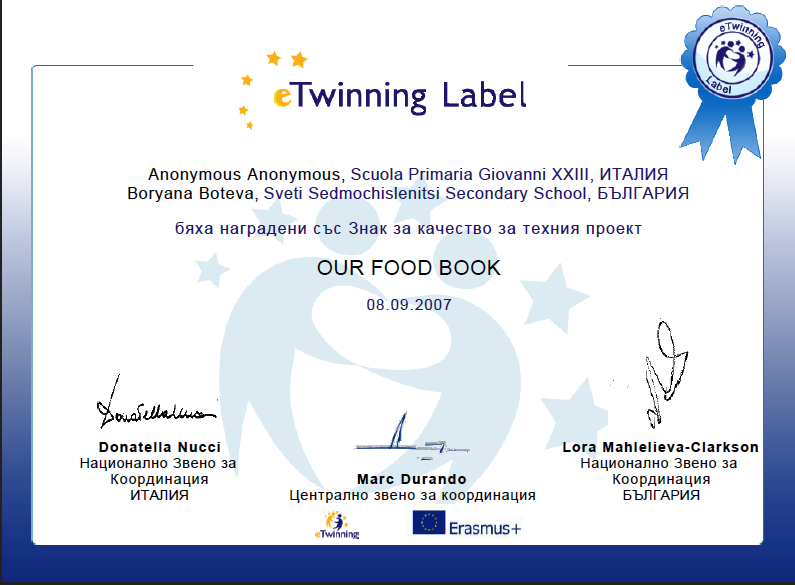 eTwinning Label
eTwinning
Label
Anonymous Anonymous, Scuola Primaria Giovanni XXIII, ИТАЛИЯ
Boryana Boteva, Sveti Sedmochislenitsi Secondary School, БЪЛГАРИЯ
бяха наградени със Знак за качество за техния проект
OUR FOOD BOOK
08.09.2007
Donatella Nucci
Национално Звено за
Координация
ИТАЛИЯ
Marc Durando
Централно звено за координация
Lora Mahlelieva-Clarkson
Национално Звено за
Координация
БЪЛГАРИЯ
eTwinning
Erasmus+